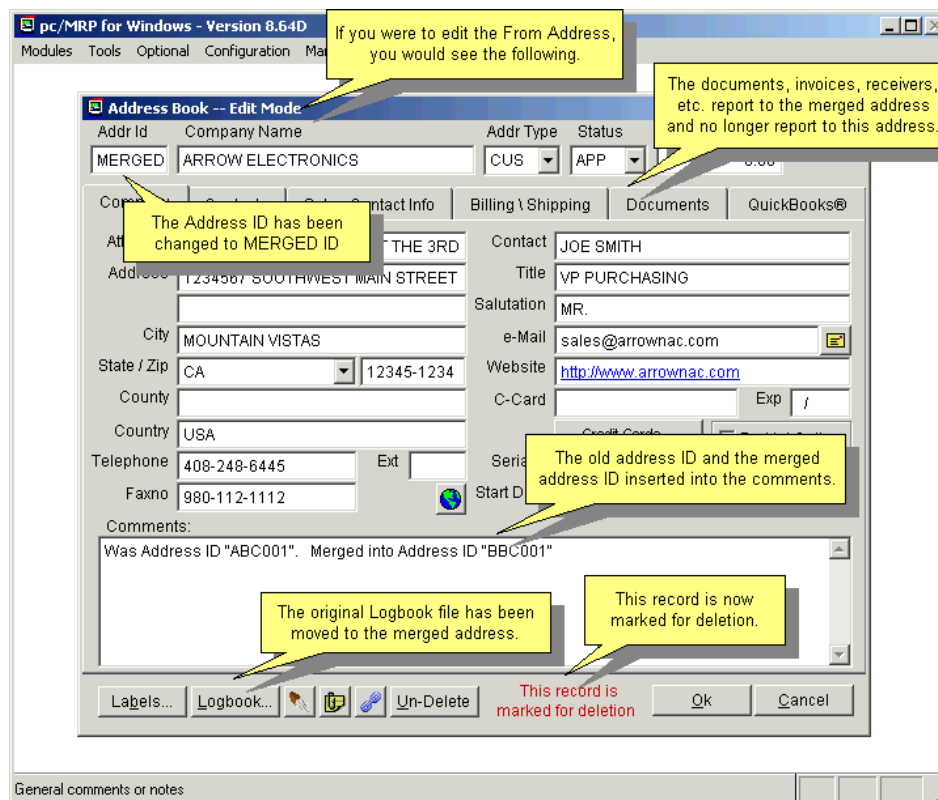 pc/MRP for Windows - Version 8.64D
Modules Tools Optional Configuration
If you were to edit the From Address,
you would see the following.
The documents, invoices, receivers,
etc. report to the merged address
and no longer report to this address.
Address Book -- Edit Mode
Addr Id Company Name Addr Type Status
MERGED ARROW ELECTRONICS CUS APP
Contact Info Billing \ Shipping Documents QuickBooks®
The Address ID has been
changed to MERGED ID
THE 3RD Contact JOE SMITH
Address 1234567 SOUTHWEST MAIN STREET Title VP PURCHASING
Salutation MR.
City MOUNTAIN VISTAS e-Mail sales@arrownac.com
State / Zip CA 12345-1234 Website http://www.arrownac.com
County C-Card Exp /
Country USA
Telephone 408-248-6445 Ext
The old address ID and the merged
address ID inserted into the comments.
Faxno 980-112-1112
Comments:
Was Address ID "ABC001". Merged into Address ID "BBC001"
The original Logbook file has been
moved to the merged address.
This record is now
marked for deletion.
Labels... Logbook... Un-Delete This record is
marked for deletion Ok Cancel
General comments or notes